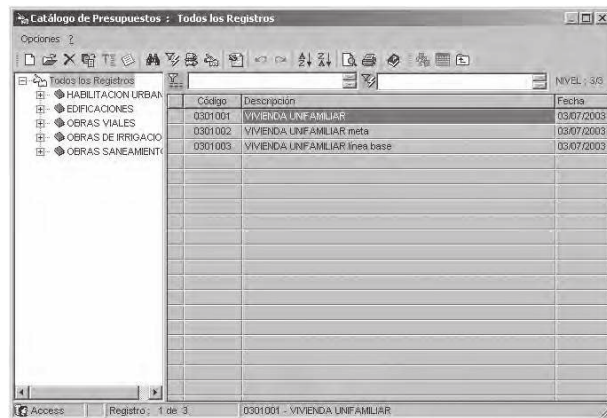 Catálogo de Presupuestos : Todos los Registros
Opciones ?
Todos los Registros
HABILITACION URBAN
EDIFICACIONES
OBRAS VIALES
OBRAS DE IRRIGACIO
OBRAS SANEAMIENT
NIVEL : 3/3
Código Descripción Fecha
0301001 VIVIENDA UNIFAMILIAR 03/07/2003
0301002 VIVIENDA UNIFAMILIAR meta 03/07/2003
0301003 VIVIENDA UNIFAMILIAR línea base 03/07/2003
Access Registro : 1 de 3 0301001 - VIVIENDA UNIFAMILIAR